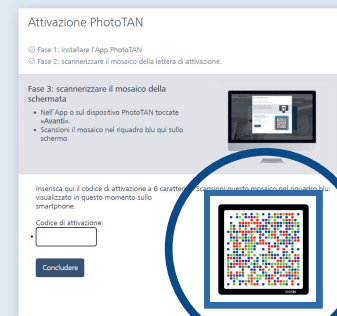 Attivazione PhotoTAN
Fase 1: installare l'App PhotoTAN
Fase 2: scannerizzare il mosaico della lettera di attivazione.
Fase 3: scannerizzare il mosaico della
schermata
• Nell'App o sul dispositivo PhotoTAN toccate
«Avanti».
• Scansioni il mosaico nel riquadro blu qui sullo
schermo.
Inserisca qui il codice di attivazione a 6 caratteri
visualizzato in questo momento sullo
smartphone.
Scansioni questo mosaico nel riquadro blu:
Codice di attivazione:
Concludere